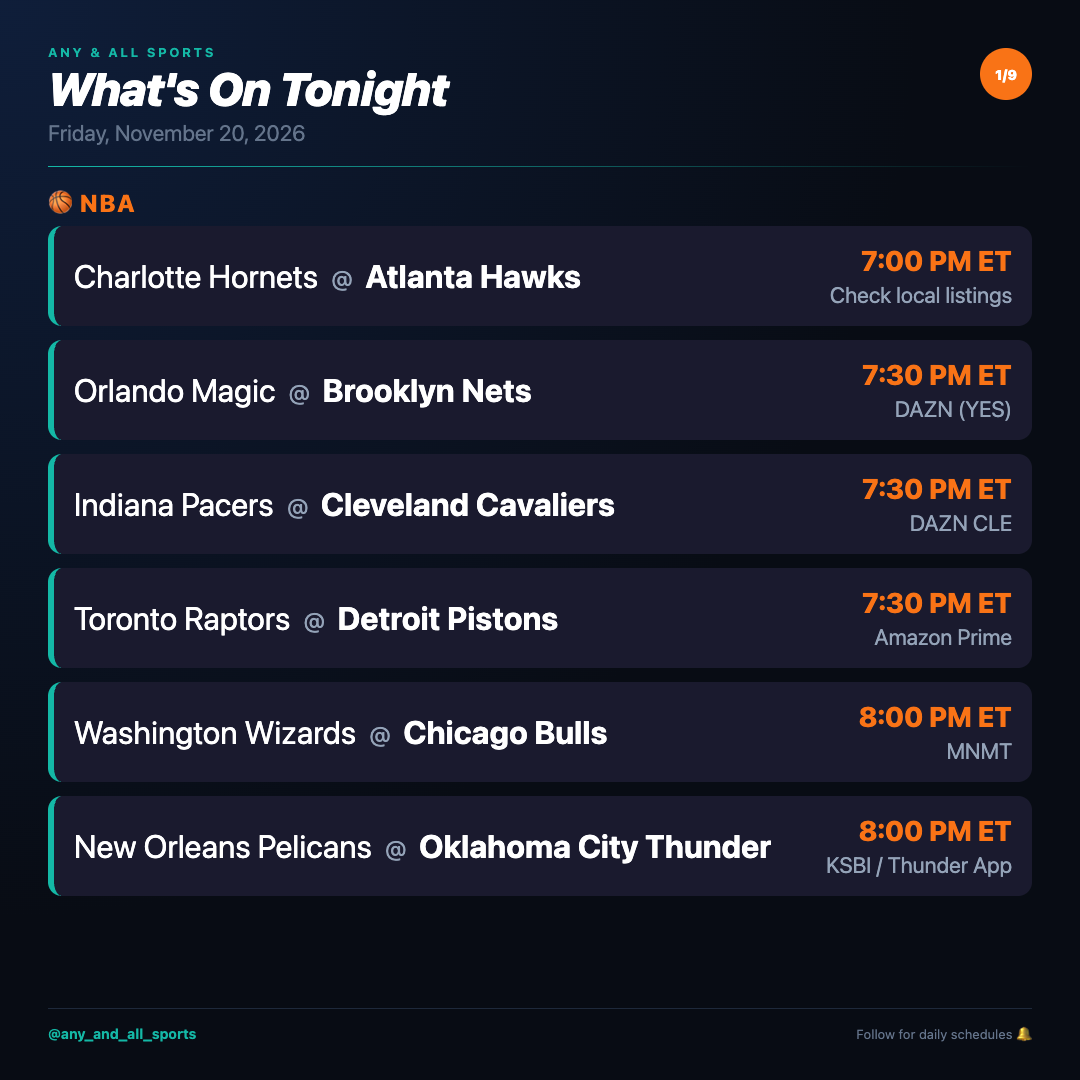 ANY & ALL SPORTS
What's On Tonight
Friday, November 20, 2026
1/9
🏀 NBA
Charlotte Hornets @ Atlanta Hawks
7:00 PM ET
Check local listings
Orlando Magic @ Brooklyn Nets
7:30 PM ET
DAZN (YES)
Indiana Pacers @ Cleveland Cavaliers
7:30 PM ET
DAZN CLE
Toronto Raptors @ Detroit Pistons
7:30 PM ET
Amazon Prime
Washington Wizards @ Chicago Bulls
8:00 PM ET
MNMT
New Orleans Pelicans @ Oklahoma City Thunder
8:00 PM ET
KSBI / Thunder App
@any_and_all_sports
Follow for daily schedules 🔔